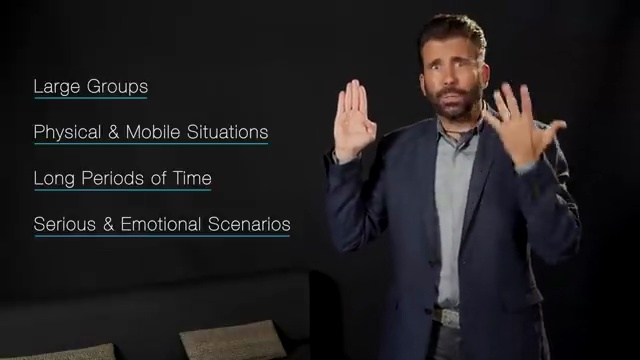 Large Groups
Physical & Mobile Situations
Long Periods of Time
Serious & Emotional Scenarios